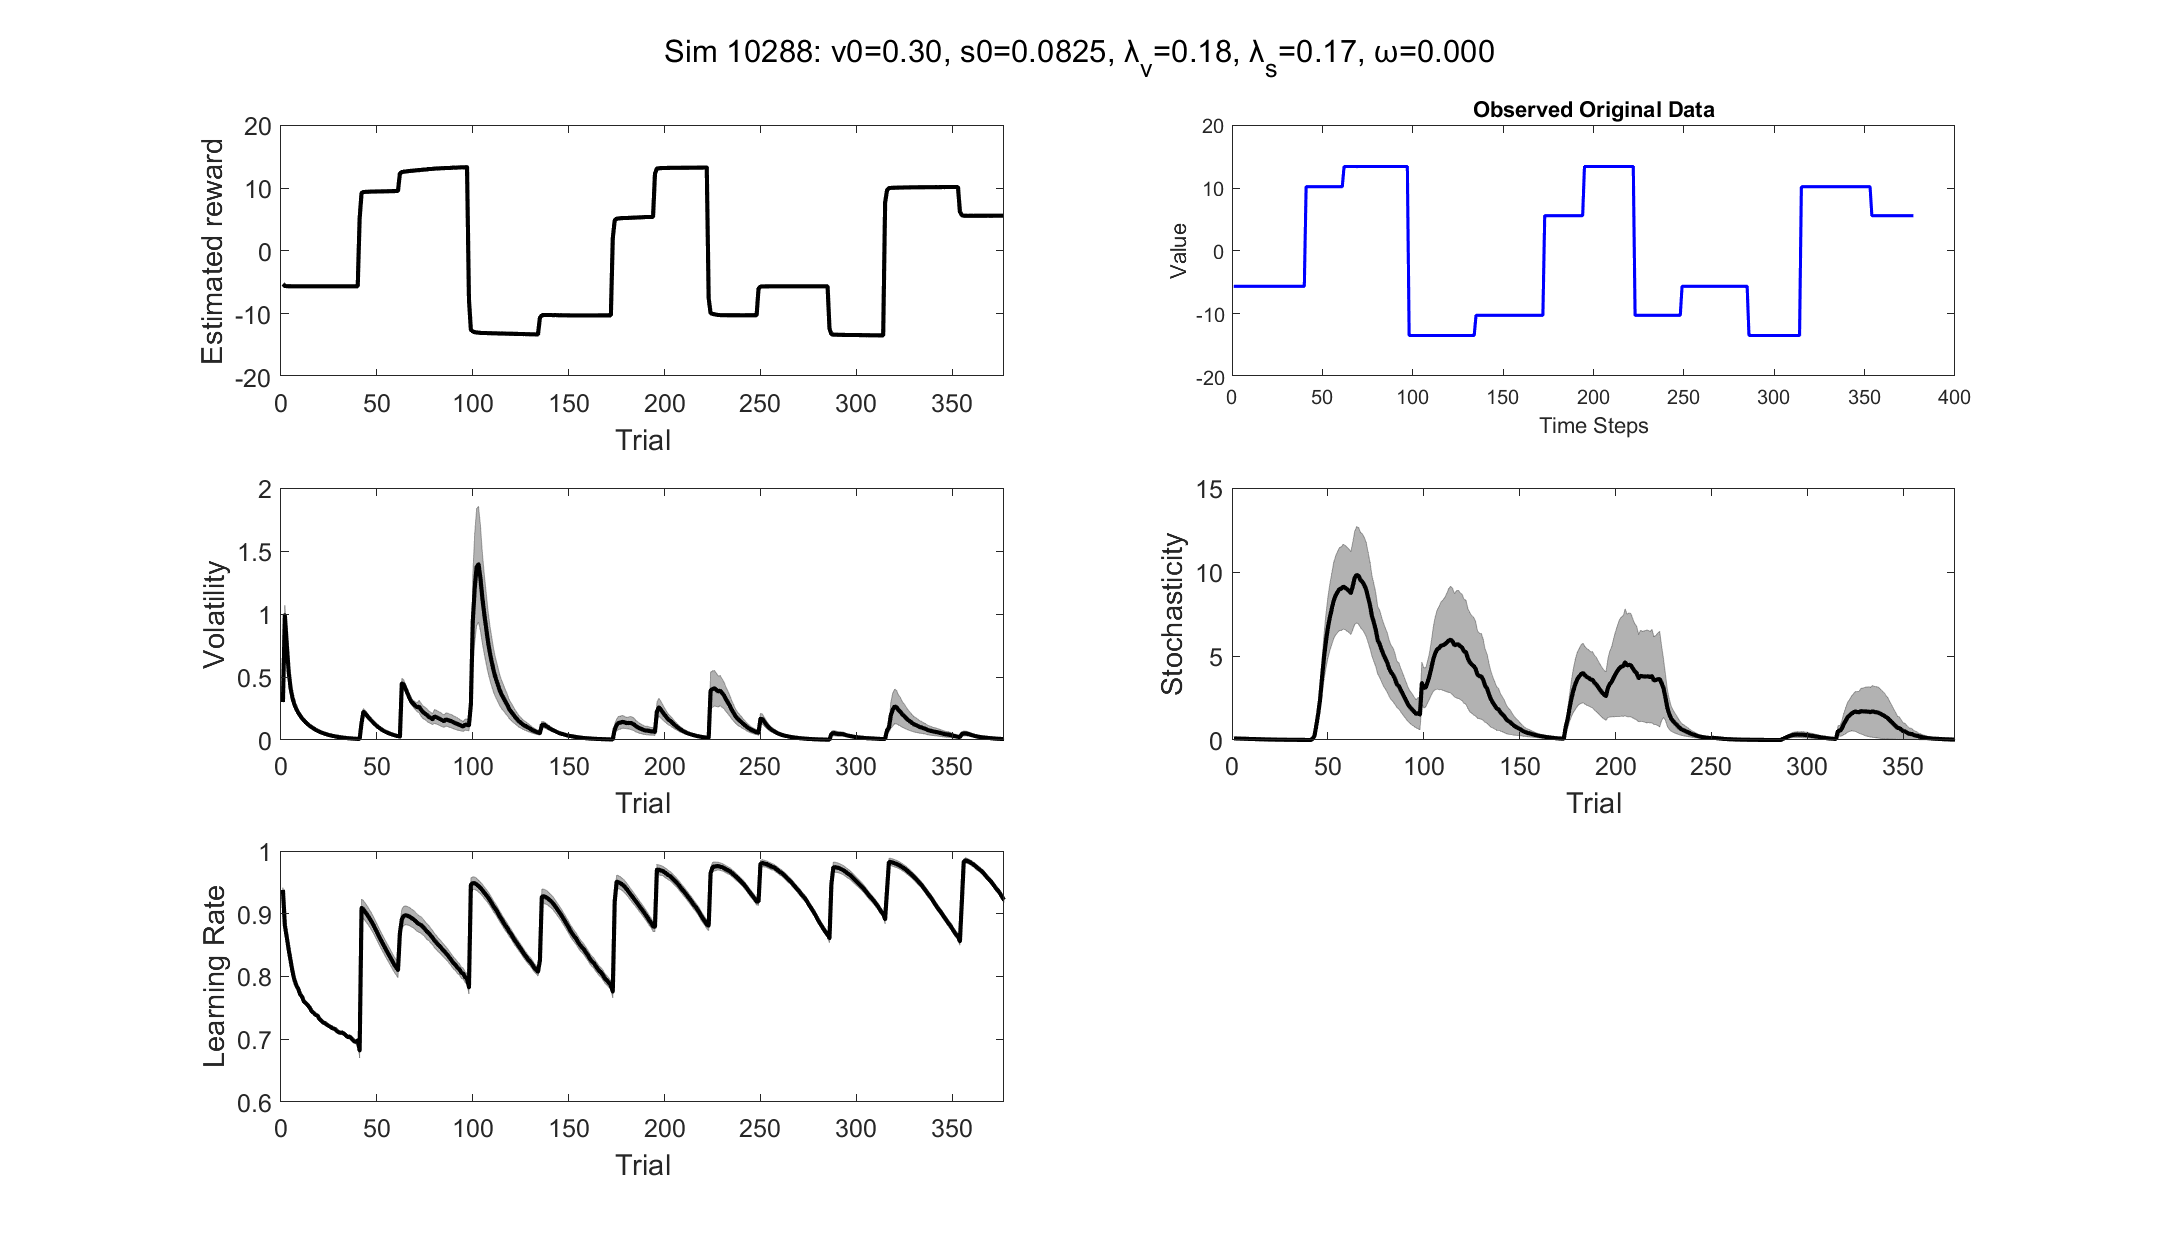 Sim 10288: v0=0.30, s0=0.0825, λv=0.18, λs=0.17, ω=0.000
Estimated reward
20
10
0
-10
-20
0 50 100 150 200 250 300 350
Trial
Observed Original Data
Value
20
10
0
-10
-20
0 50 100 150 200 250 300 350 400
Time Steps
Volatility
2
1.5
1
0.5
0
0 50 100 150 200 250 300 350
Trial
Stochasticity
15
10
5
0
0 50 100 150 200 250 300 350
Trial
Learning Rate
1
0.9
0.8
0.7
0.6
0 50 100 150 200 250 300 350
Trial